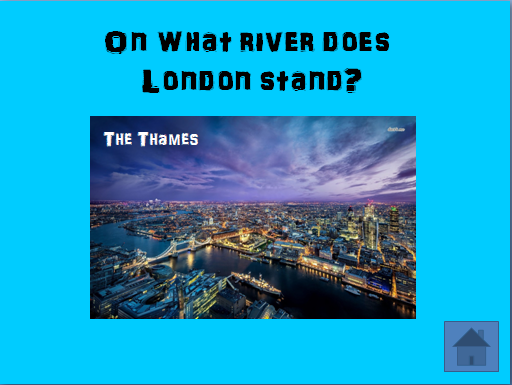 On what river does
London stand?
The Thames